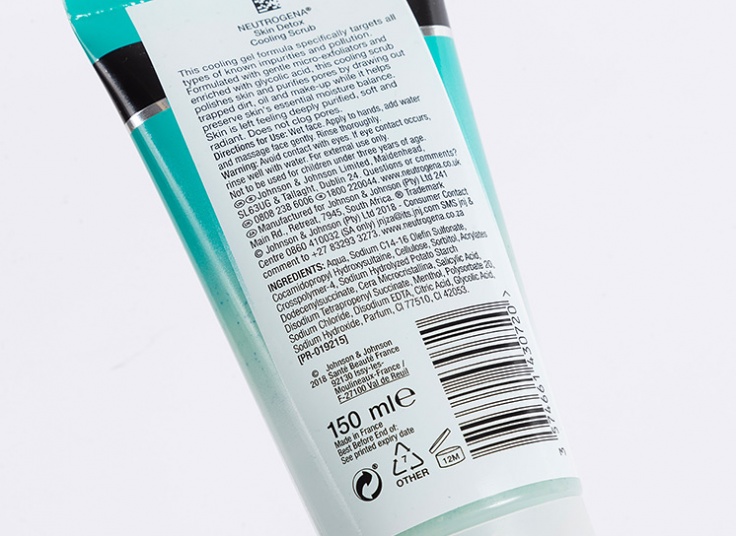 NEUTROGENA®
Skin Detox
Cooling Scrub
This cooling gel formula specifically targets all
types of known impurities and pollution.
Formulated with gentle micro-exfoliators and
enriched with glycolic acid, this cooling scrub
polishes skin and purifies pores by drawing out
trapped dirt, oil and make-up while it helps
preserve skin's essential moisture balance.
Skin is left feeling deeply purified, soft and
radiant. Does not clog pores.
Directions for Use: Wet face. Apply to hands, add water
and massage face gently. Rinse thoroughly.
Warning: Avoid contact with eyes. If eye contact occurs,
rinse well with water. For external use only.
Not to be used for children under three years of age.
Johnson & Johnson Limited, Maidenhead,
SL63UG & Tallaght, Dublin 24. Questions or comments?
0808 238 6006 1800 220044. www.neutrogena.co.uk
Manufactured for Johnson & Johnson (Pty) Ltd 241
Main Rd., Retreat, 7945, South Africa. ® Trademark
© Johnson & Johnson (Pty) Ltd 2018 - Consumer Contact
Centre 0860 410032 (SA only) jnjza@its.jnj.com SMS jnj &
comment to +27 83293 3273. www.neutrogena.co.za
INGREDIENTS: Aqua, Sodium C14-16 Olefin Sulfonate,
Cocamidopropyl Hydroxysultaine, Cellulose, Sorbitol, Acrylates
Crosspolymer-4, Sodium Hydrolyzed Potato Starch
Dodecenylsuccinate, Cera Microcristallina, Salicylic Acid,
Disodium Tetrapropenyl Succinate, Menthol, Polysorbate 20,
Sodium Chloride, Disodium EDTA, Citric Acid, Glycolic Acid,
Sodium Hydroxide, Parfum, CI 77510, CI 42053.
[PR-019215]
© Johnson & Johnson
2018 Santé Beauté France
92130 Issy-les-
Moulineaux-France /
F-27100 Val de Reuil
150 ml e
Made in France
Best Before End of:
See printed expiry date
7
OTHER
12M
3574661430720 >